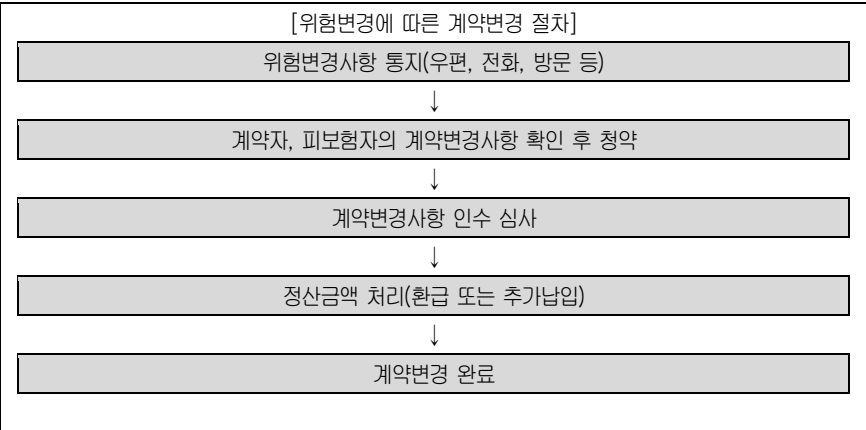 [위험변경에 따른 계약변경 절차]
위험변경사항 통지(우편, 전화, 방문 등)
↓
계약자, 피보험자의 계약변경사항 확인 후 청약
↓
계약변경사항 인수 심사
↓
정산금액 처리(환급 또는 추가납입)
↓
계약변경 완료